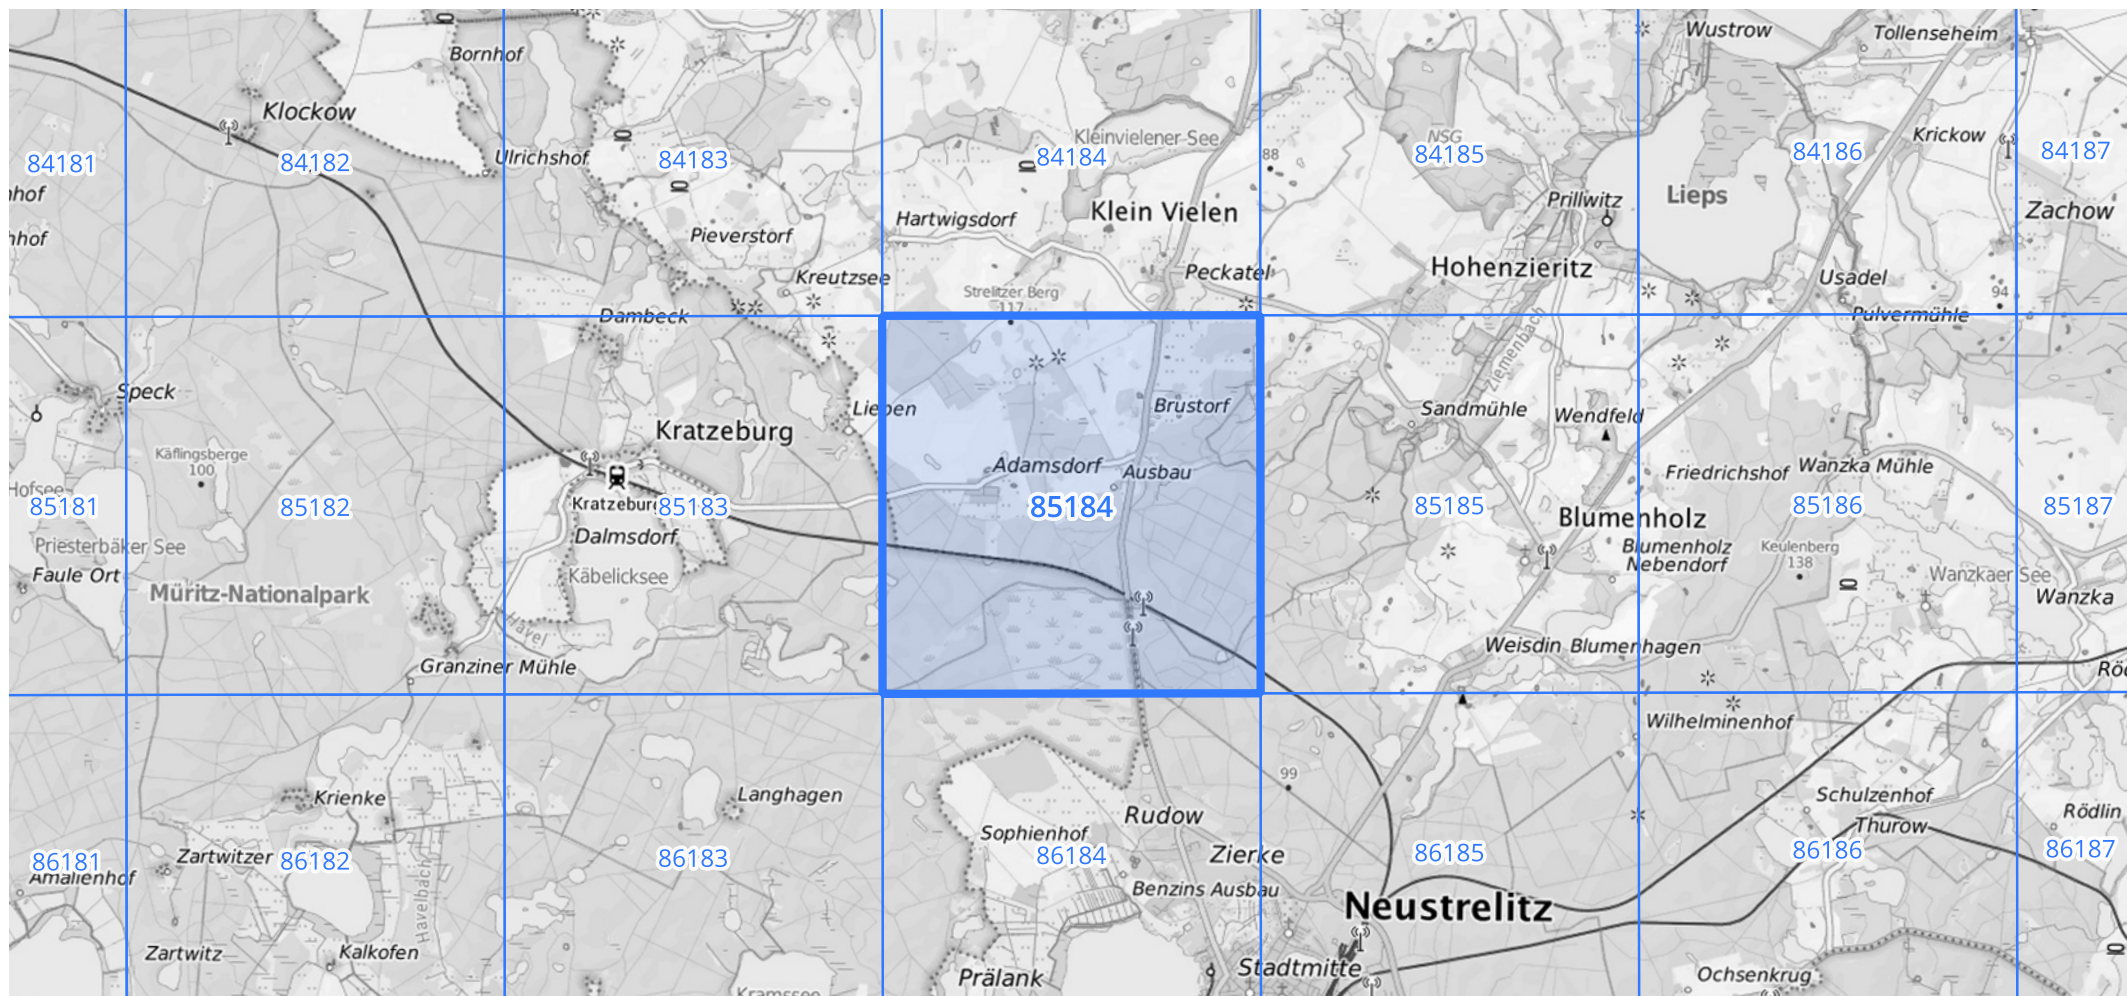 Wustrow
Tollenseheim
Bornhof
Klockow
Krickow
Kleinvielener See
NSG
84181
84182
Ulrichshof
84183
84184
88
84185
84186
84187
nhof
Hartwigsdorf
Klein Vielen
Prillwitz
Lieps
Zachow
nhof
Pieverstorf
Kreutzsee
Peckatel
Hohenzieritz
Usadel
Strelitzer Berg
117
94
Dambeck
Pulvermühle
Ziemenbach
Speck
Lieben
Brustorf
Sandmühle
Wendfeld
Kratzeburg
Käflingsberge
100
Adamsdorf
Ausbau
Friedrichshof
Wanzka Mühle
Hofsee
85181
85182
Kratzeburg
85183
85184
85185
85186
85187
Blumenholz
Priesterbäker See
Dalmsdorf
Blumenholz
Nebendorf
Keulenberg
138
Faule Ort
Käbelicksee
Wanzkaer See
Müritz-Nationalpark
Wanzka
Havel
Granziner Mühle
Weisdin
Blumenhagen
Rö
Wilhelminenhof
99
Krienke
Langhagen
Rudow
Schulzenhof
Rödlin
Sophienhof
Thurow
86181
Zartwitzer
86182
86183
86184
Zierke
86185
86186
86187
Amalienhof
Benzins Ausbau
Havelbach
Neustrelitz
Zartwitz
Kalkofen
Prälank
Stadtmitte
Ochsenkrug
Kramssee